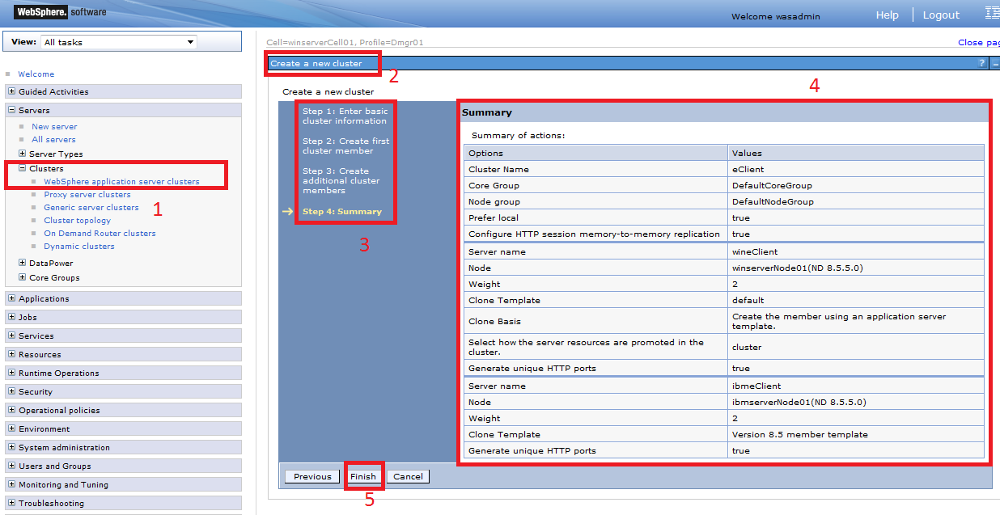 WebSphere. software
Welcome wasadmin
Help
Logout
View: All tasks
Cell=winserverCell01, Profile=Dmgr01
Close pag
Welcome
Guided Activities
Servers
New server
All servers
Server Types
Clusters
WebSphere application server clusters
Proxy server clusters
Generic server clusters
Cluster topology
On Demand Router clusters
Dynamic clusters
DataPower
Core Groups
Applications
Jobs
Services
Resources
Runtime Operations
Security
Operational policies
Environment
System administration
Users and Groups
Monitoring and Tuning
Troubleshooting
1
Create a new cluster
?
2
Create a new cluster
Step 1: Enter basic
cluster information
Step 2: Create first
cluster member
Step 3: Create
additional cluster
members
Step 4: Summary
3
4
Summary
Summary of actions:
Options Values
Cluster Name eClient
Core Group DefaultCoreGroup
Node group DefaultNodeGroup
Prefer local true
Configure HTTP session memory-to-memory replication true
Server name wineClient
Node winserverNode01(ND 8.5.5.0)
Weight 2
Clone Template default
Clone Basis Create the member using an application server
template.
Select how the server resources are promoted in the
cluster. cluster
Generate unique HTTP ports true
Server name ibmeClient
Node ibmserverNode01(ND 8.5.5.0)
Weight 2
Clone Template Version 8.5 member template
Generate unique HTTP ports true
Previous Finish Cancel
5